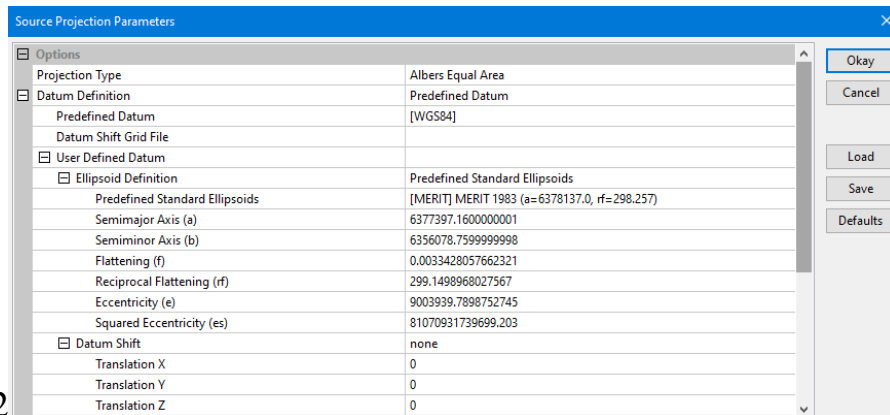 Source Projection Parameters
Options
Projection Type Albers Equal Area
Datum Definition Predefined Datum
Predefined Datum [WGS84]
Datum Shift Grid File
User Defined Datum
Ellipsoid Definition Predefined Standard Ellipsoids
Predefined Standard Ellipsoids [MERIT] MERIT 1983 (a=6378137.0, rf=298.257)
Semimajor Axis (a) 6377397.1600000001
Semiminor Axis (b) 6356078.7599999998
Flattening (f) 0.0033428057662321
Reciprocal Flattening (rf) 299.1498968027567
Eccentricity (e) 9003939.7898752745
Squared Eccentricity (es) 81070931739699.203
Datum Shift none
Translation X 0
Translation Y 0
Translation Z 0
Okay
Cancel
Load
Save
Defaults
2